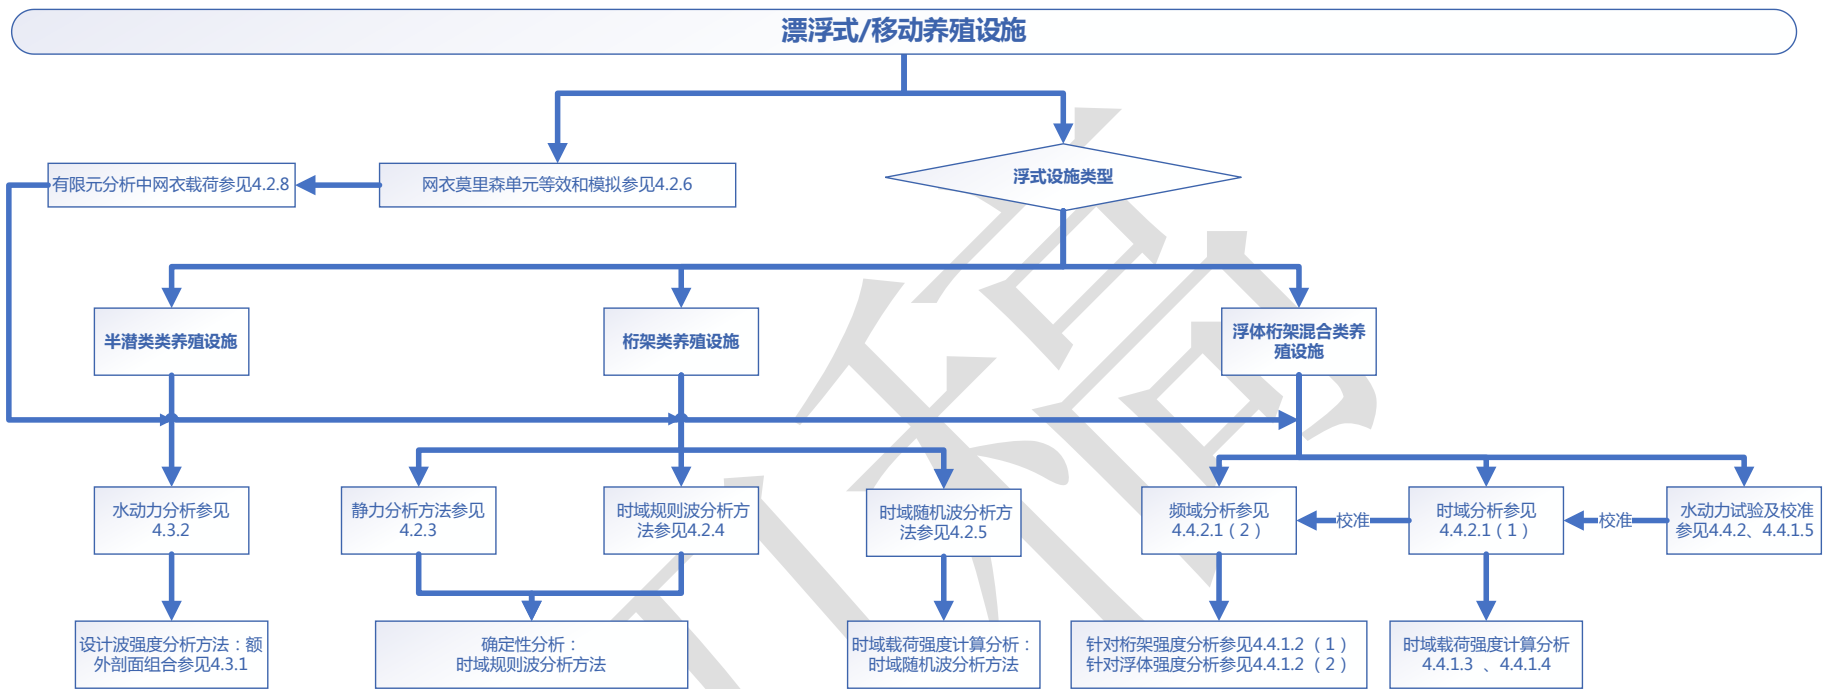 漂浮式/移动养殖设施
有限元分析中网衣载荷参见4.2.8
网衣莫里森单元等效和模拟参见4.2.6
浮式设施类型
半潜类类养殖设施
桁架类养殖设施
浮体桁架混合类养
殖设施
水动力分析参见
4.3.2
静力分析方法参见
4.2.3
时域规则波分析方
法参见4.2.4
时域随机波分析方
法参见4.2.5
频域分析参见
4.4.2.1（2）
校准
时域分析参见
4.4.2.1（1）
校准
水动力试验及校准
参见4.4.2、4.4.1.5
设计波强度分析方法：额
外剖面组合参见4.3.1
确定性分析：
时域规则波分析方法
时域载荷强度计算分析：
时域随机波分析方法
针对桁架强度分析参见4.4.1.2（1）
针对浮体强度分析参见4.4.1.2（2）
时域载荷强度计算分析
4.4.1.3 、4.4.1.4